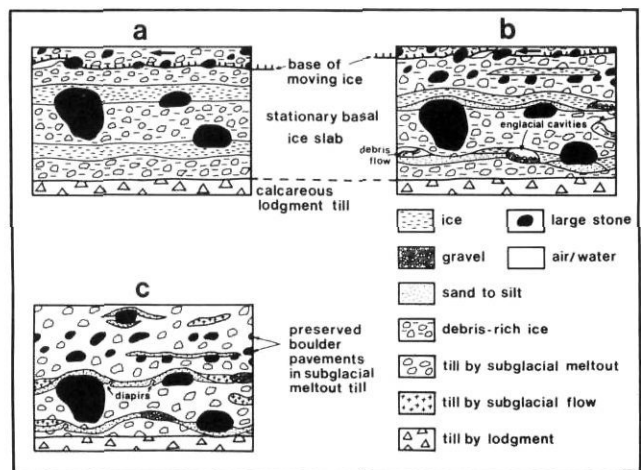 a
b
base of
moving ice
stationary basal
ice slab
englacial cavities
debris
flow
calcareous
lodgment till
ice
large stone
gravel
air/water
sand to silt
debris-rich ice
till by subglacial meltout
till by subglacial flow
till by lodgment
c
preserved
boulder
pavements
in subglacial
meltout till
diapirs